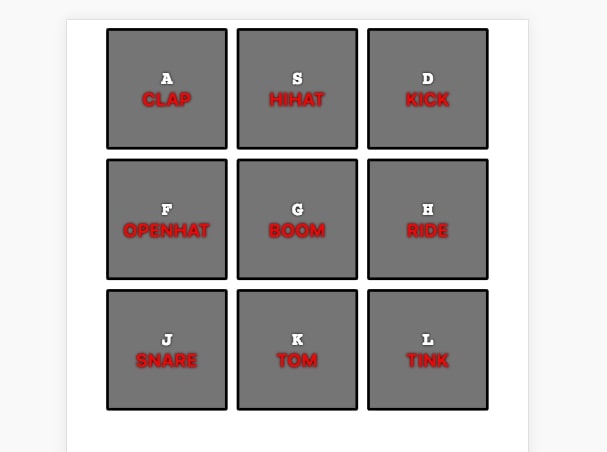 A
CLAP
S
HIHAT
D
KICK
F
OPENHAT
G
BOOM
H
RIDE
J
SNARE
K
TOM
L
TINK